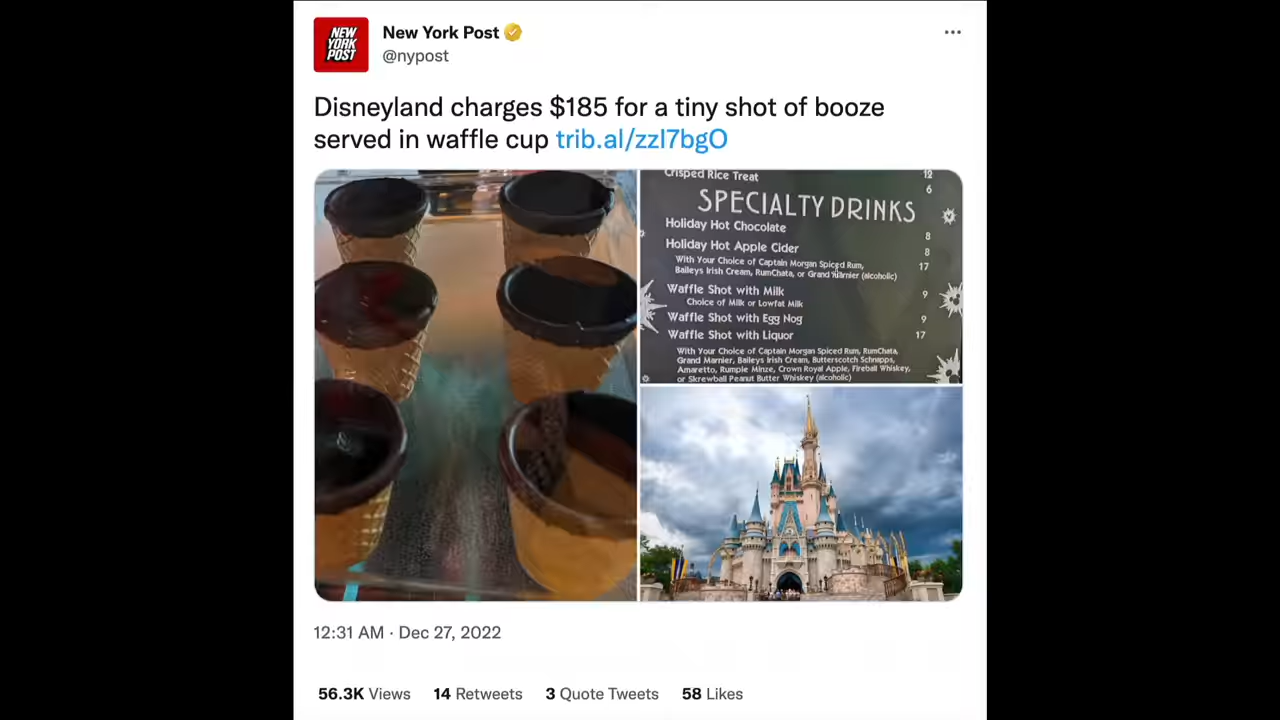 NEW
YORK
POST
New York Post
@nypost
Disneyland charges $185 for a tiny shot of booze
served in waffle cup trib.al/zzl7bgO
Crisped Rice Treat 12
6
SPECIALTY DRINKS
Holiday Hot Chocolate 8
Holiday Hot Apple Cider 8
With Your Choice of Captain Morgan Spiced Rum, 17
Baileys Irish Cream, RumChata, or Grand Marnier (alcoholic)
Waffle Shot with Milk 9
Choice of Milk or Lowfat Milk
Waffle Shot with Egg Nog 9
Waffle Shot with Liquor 17
With Your Choice of Captain Morgan Spiced Rum, RumChata,
Grand Marnier, Baileys Irish Cream, Butterscotch Schnapps,
Amaretto, Rumple Minze, Crown Royal Apple, Fireball Whiskey,
or Skrewball Peanut Butter Whiskey (alcoholic)
12:31 AM · Dec 27, 2022
56.3K Views 14 Retweets 3 Quote Tweets 58 Likes